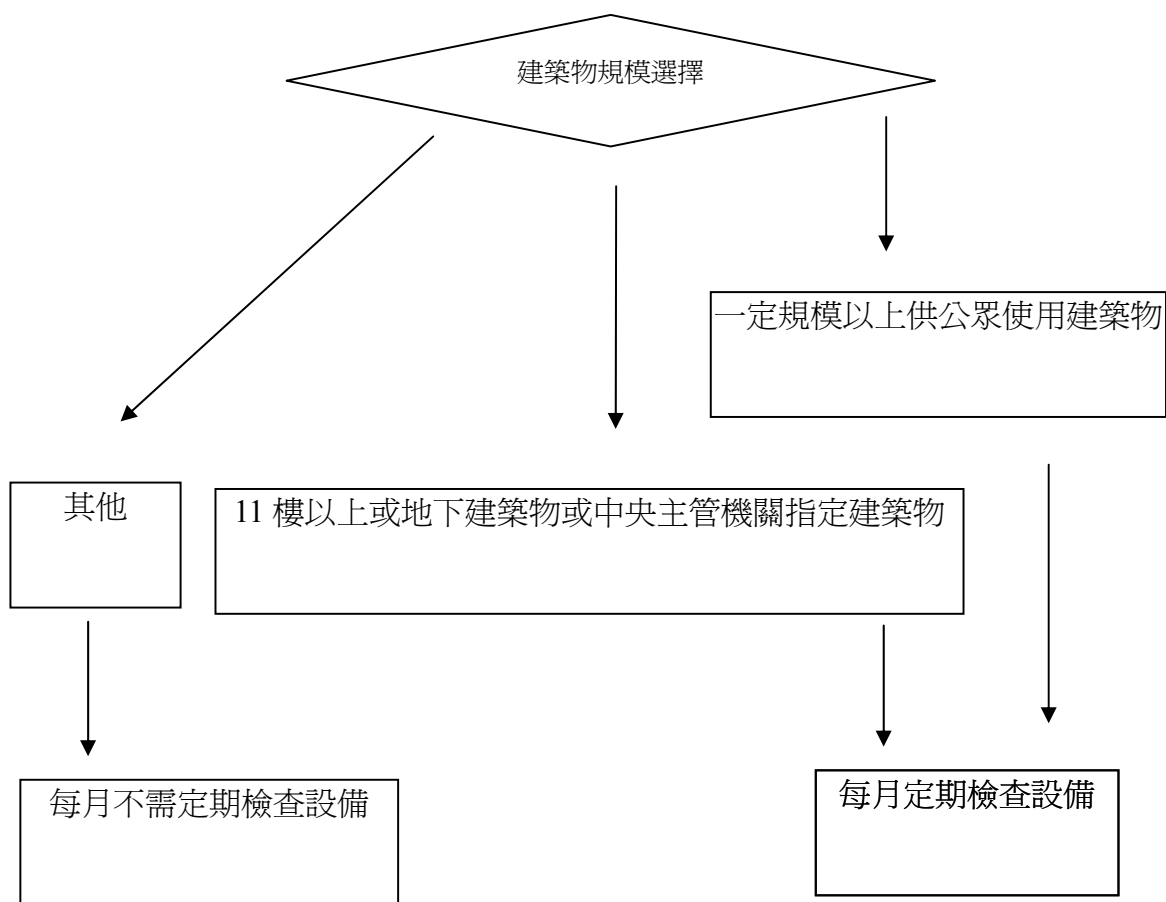 建築物規模選擇
一定規模以上供公眾使用建築物
其他
11 樓以上或地下建築物或中央主管機關指定建築物
每月不需定期檢查設備
每月定期檢查設備